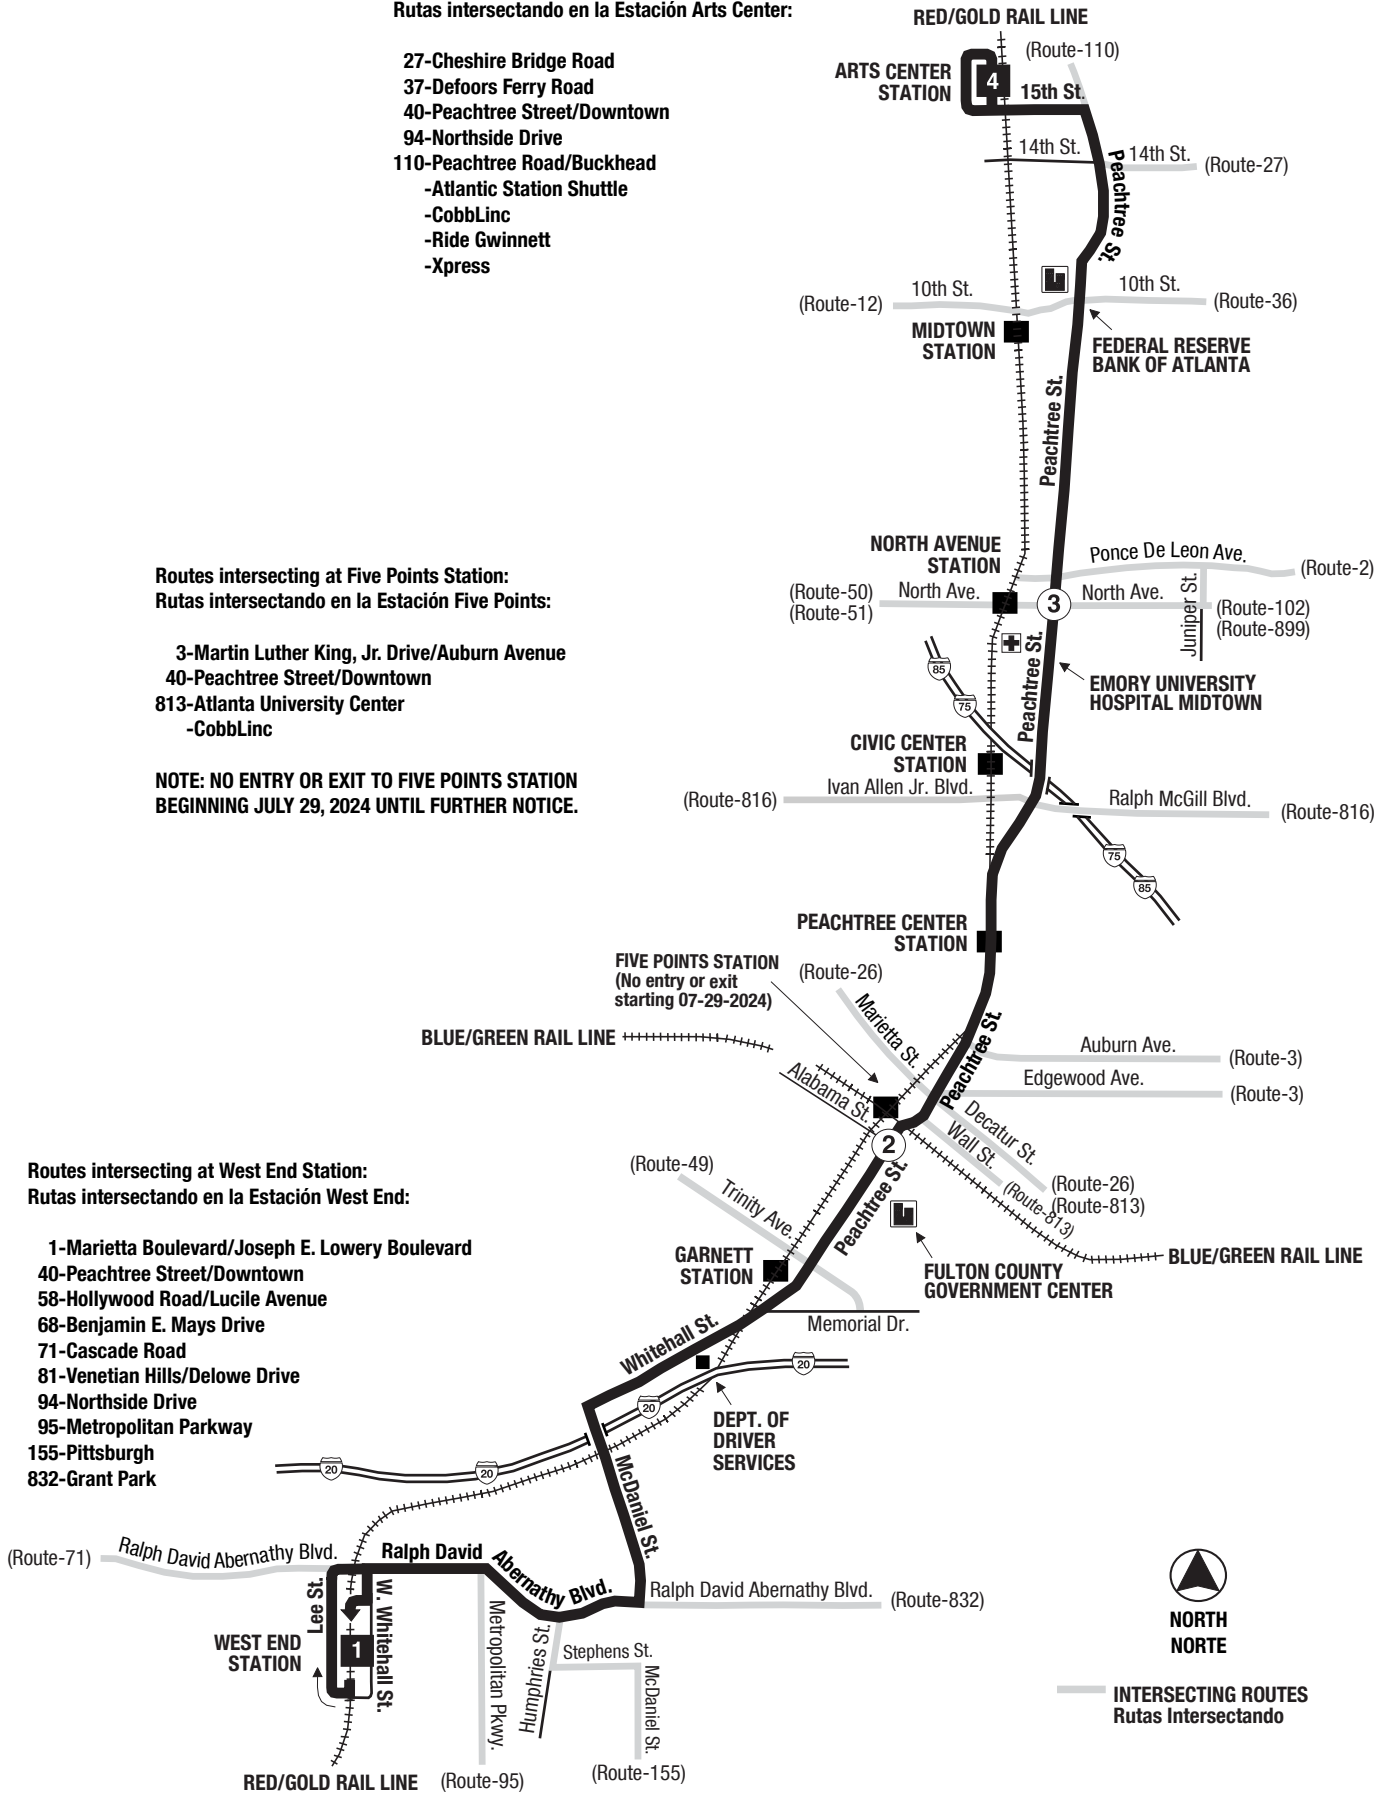 Rutas intersectando en la Estación Arts Center:
27-Cheshire Bridge Road
37-Defoors Ferry Road
40-Peachtree Street/Downtown
94-Northside Drive
110-Peachtree Road/Buckhead
-Atlantic Station Shuttle
-CobbLinc
-Ride Gwinnett
-Xpress
RED/GOLD RAIL LINE
(Route-110)
ARTS CENTER
STATION
4
15th St.
14th St.
14th St.
(Route-27)
Peachtree St.
10th St.
10th St.
(Route-12)
(Route-36)
MIDTOWN
STATION
FEDERAL RESERVE
BANK OF ATLANTA
Peachtree St.
NORTH AVENUE
STATION
Ponce De Leon Ave.
(Route-2)
(Route-50)
(Route-51)
North Ave.
3
North Ave.
Juniper St.
(Route-102)
(Route-899)
Peachtree St.
EMORY UNIVERSITY
HOSPITAL MIDTOWN
85
75
CIVIC CENTER
STATION
(Route-816)
Ivan Allen Jr. Blvd.
Ralph McGill Blvd.
(Route-816)
75
85
Routes intersecting at Five Points Station:
Rutas intersectando en la Estación Five Points:
3-Martin Luther King, Jr. Drive/Auburn Avenue
40-Peachtree Street/Downtown
813-Atlanta University Center
-CobbLinc
NOTE: NO ENTRY OR EXIT TO FIVE POINTS STATION
BEGINNING JULY 29, 2024 UNTIL FURTHER NOTICE.
PEACHTREE CENTER
STATION
FIVE POINTS STATION
(No entry or exit
starting 07-29-2024)
(Route-26)
Marietta St.
Peachtree St.
BLUE/GREEN RAIL LINE
Auburn Ave.
(Route-3)
Edgewood Ave.
(Route-3)
Alabama St.
Decatur St.
Wall St.
2
(Route-26)
(Route-813)
(Route-813)
(Route-49)
Trinity Ave.
Peachtree St.
BLUE/GREEN RAIL LINE
GARNETT
STATION
FULTON COUNTY
GOVERNMENT CENTER
Memorial Dr.
Whitehall St.
20
20
DEPT. OF
DRIVER
SERVICES
20
20
Routes intersecting at West End Station:
Rutas intersectando en la Estación West End:
1-Marietta Boulevard/Joseph E. Lowery Boulevard
40-Peachtree Street/Downtown
58-Hollywood Road/Lucile Avenue
68-Benjamin E. Mays Drive
71-Cascade Road
81-Venetian Hills/Delowe Drive
94-Northside Drive
95-Metropolitan Parkway
155-Pittsburgh
832-Grant Park
McDaniel St.
(Route-71)
Ralph David Abernathy Blvd.
Ralph David
Abernathy Blvd.
Ralph David Abernathy Blvd.
(Route-832)
Lee St.
W. Whitehall St.
WEST END
STATION
1
Metropolitan Pkwy.
Humphries St.
Stephens St.
McDaniel St.
RED/GOLD RAIL LINE
(Route-95)
(Route-155)
NORTH
NORTE
INTERSECTING ROUTES
Rutas Intersectando